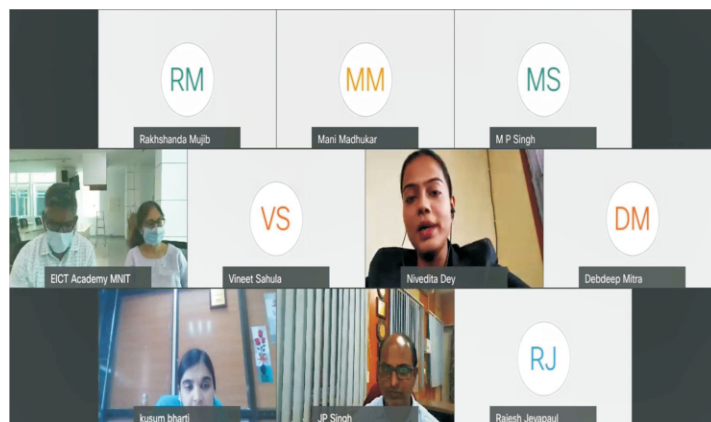 RM
MM
MS
Rakhshanda Mujib
Mani Madhukar
M P Singh
VS
DM
EICT Academy MNIT
Vineet Sahula
Nivedita Dey
Debdeep Mitra
RJ
kusum bharti
JP Singh
Rajesh Jeyapaul